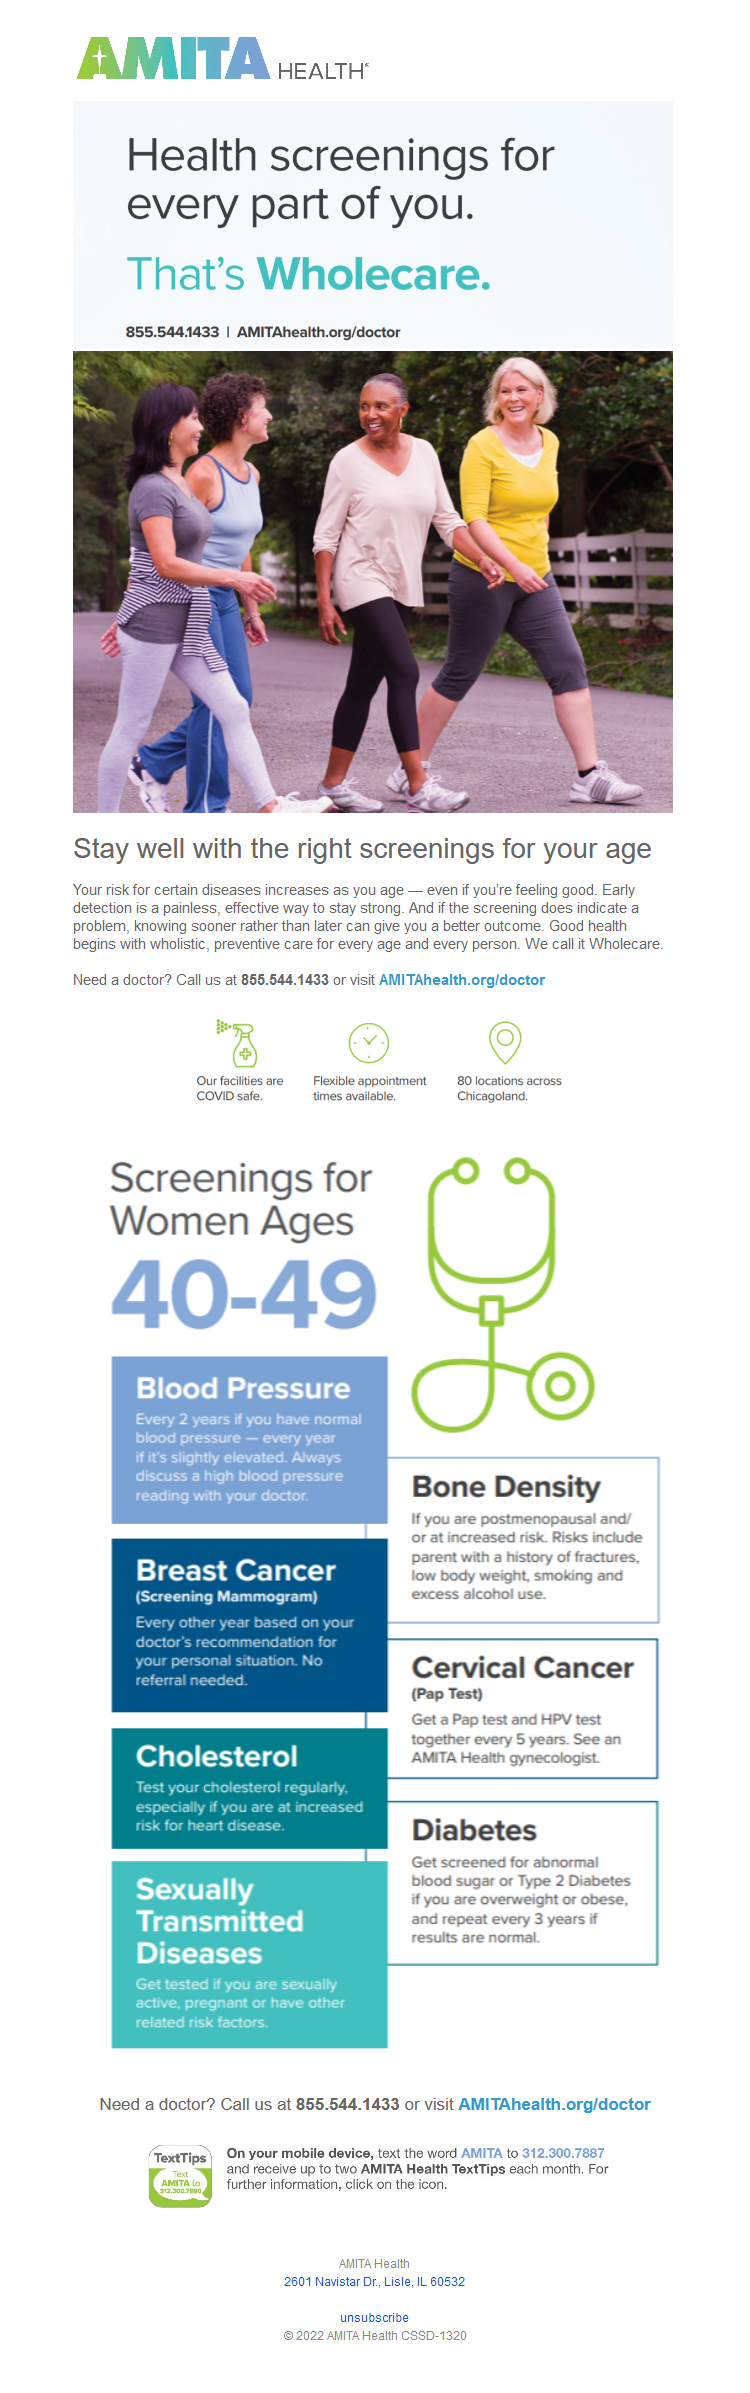 AMITA HEALTH
Health screenings for
every part of you.
That's Wholecare.
855.544.1433 | AMITAhealth.org/doctor
Stay well with the right screenings for your age
Your risk for certain diseases increases as you age — even if you're feeling good. Early
detection is a painless, effective way to stay strong. And if the screening does indicate a
problem, knowing sooner rather than later can give you a better outcome. Good health
begins with wholistic, preventive care for every age and every person. We call it Wholecare.
Need a doctor? Call us at 855.544.1433 or visit AMITAhealth.org/doctor
Our facilities are
COVID safe.
Flexible appointment
times available.
80 locations across
Chicagoland.
Screenings for
Women Ages
40-49
Blood Pressure
Every 2 years if you have normal
blood pressure — every year
if it's slightly elevated. Always
discuss a high blood pressure
reading with your doctor.
Bone Density
If you are postmenopausal and/
or at increased risk. Risks include
parent with a history of fractures,
low body weight, smoking and
excess alcohol use.
Breast Cancer
(Screening Mammogram)
Every other year based on your
doctor's recommendation for
your personal situation. No
referral needed.
Cervical Cancer
(Pap Test)
Get a Pap test and HPV test
together every 5 years. See an
AMITA Health gynecologist.
Cholesterol
Test your cholesterol regularly,
especially if you are at increased
risk for heart disease.
Diabetes
Get screened for abnormal
blood sugar or Type 2 Diabetes
if you are overweight or obese,
and repeat every 3 years if
results are normal.
Sexually
Transmitted
Diseases
Get tested if you are sexually
active, pregnant or have other
related risk factors.
Need a doctor? Call us at 855.544.1433 or visit AMITAhealth.org/doctor
TextTips
Text
AMITA to
312.300.7880
On your mobile device, text the word AMITA to 312.300.7887
and receive up to two AMITA Health TextTips each month. For
further information, click on the icon.
AMITA Health
2601 Navistar Dr., Lisle, IL 60532
unsubscribe
© 2022 AMITA Health CSSD-1320